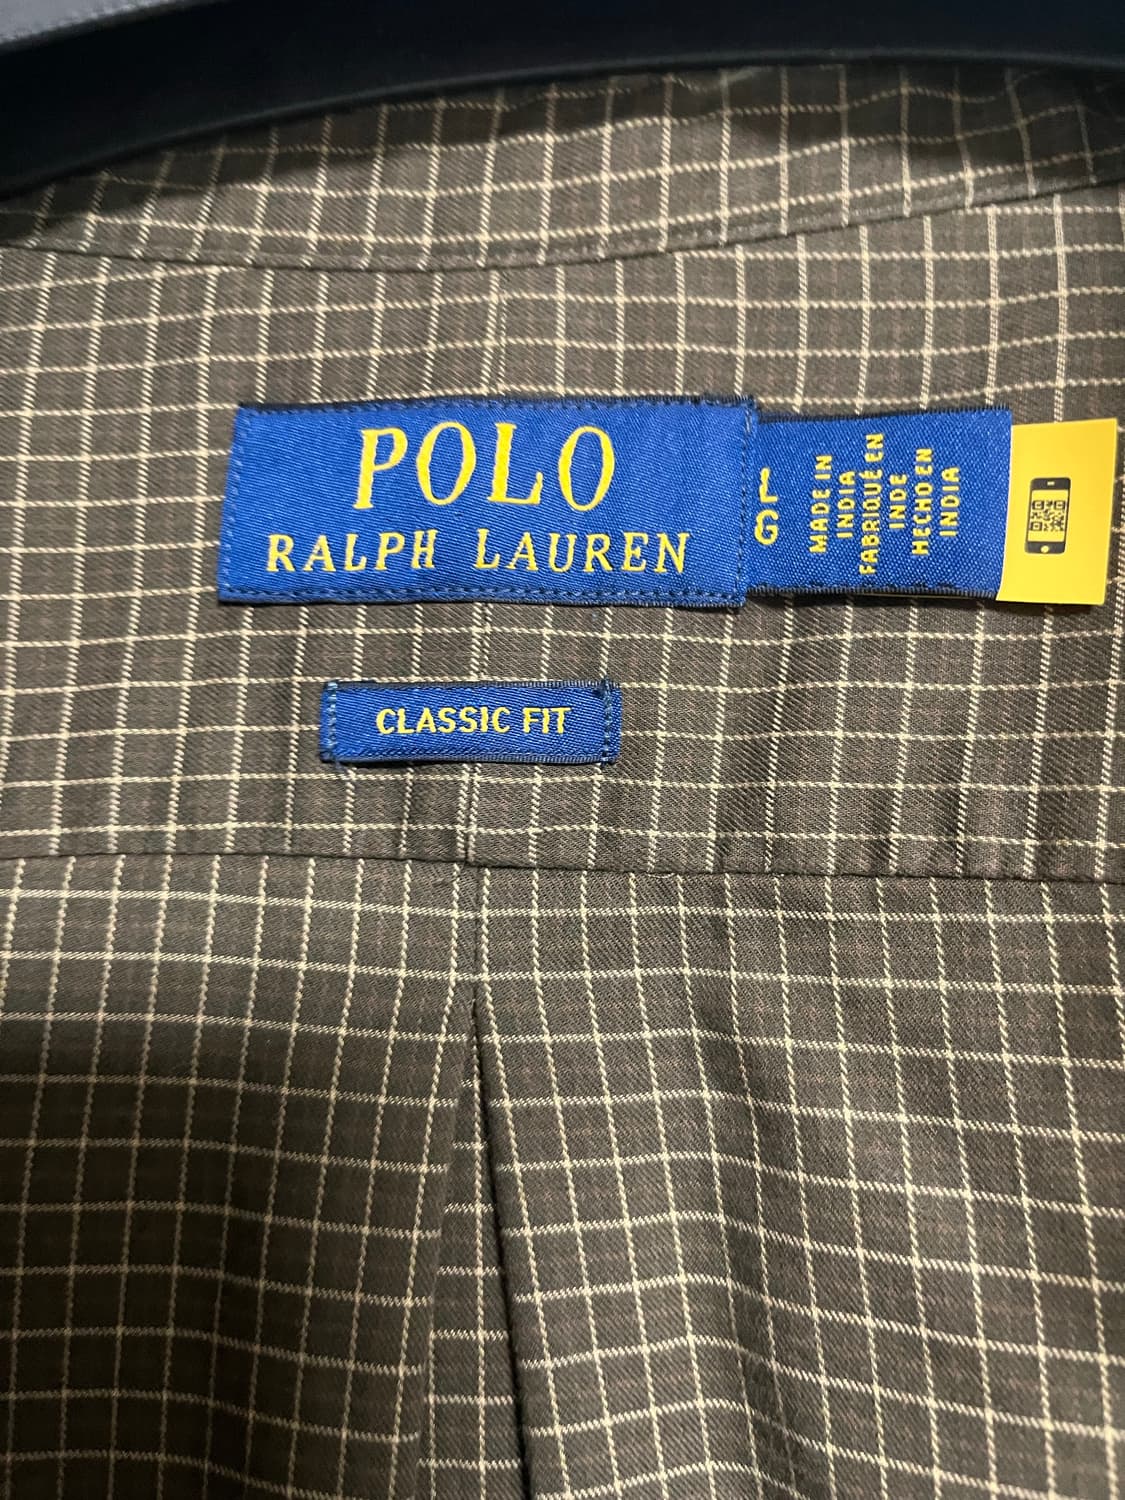 POLO
RALPH LAUREN
L
G
MADE IN
INDIA
FABRIQUÉ EN
INDE
HECHO EN
INDIA
CLASSIC FIT